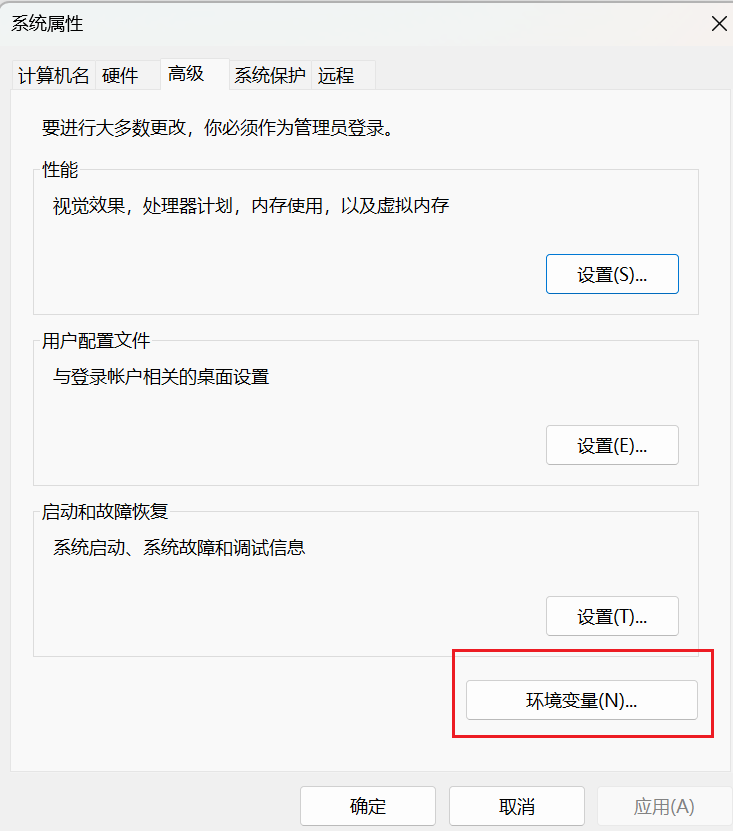 系统属性
计算机名 硬件 高级 系统保护 远程
要进行大多数更改，你必须作为管理员登录。
性能
视觉效果，处理器计划，内存使用，以及虚拟内存
设置(S)...
用户配置文件
与登录帐户相关的桌面设置
设置(E)...
启动和故障恢复
系统启动、系统故障和调试信息
设置(T)...
环境变量(N)...
确定 取消 应用(A)